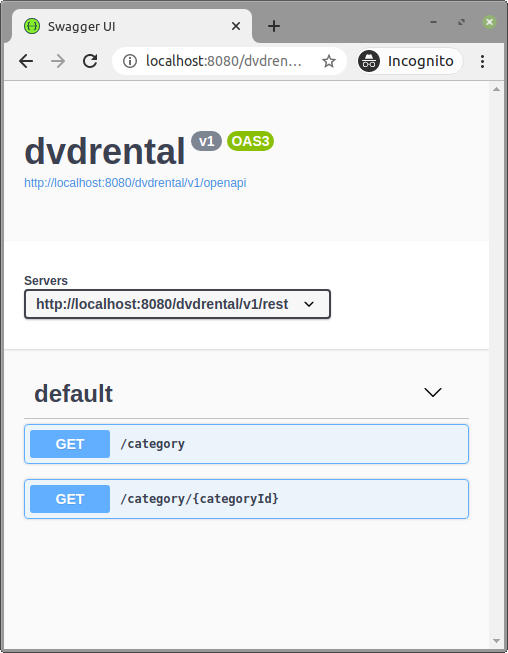 Swagger UI
localhost:8080/dvdren…
Incognito
dvdrental v1 OAS3
http://localhost:8080/dvdrental/v1/openapi
Servers
http://localhost:8080/dvdrental/v1/rest
default
GET /category
GET /category/{categoryId}